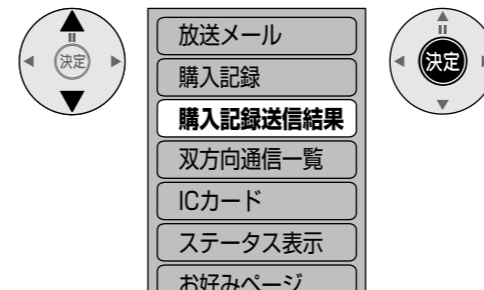 決定
放送メール
購入記録
購入記録送信結果
双方向通信一覧
ICカード
ステータス表示
お好みページ
決定